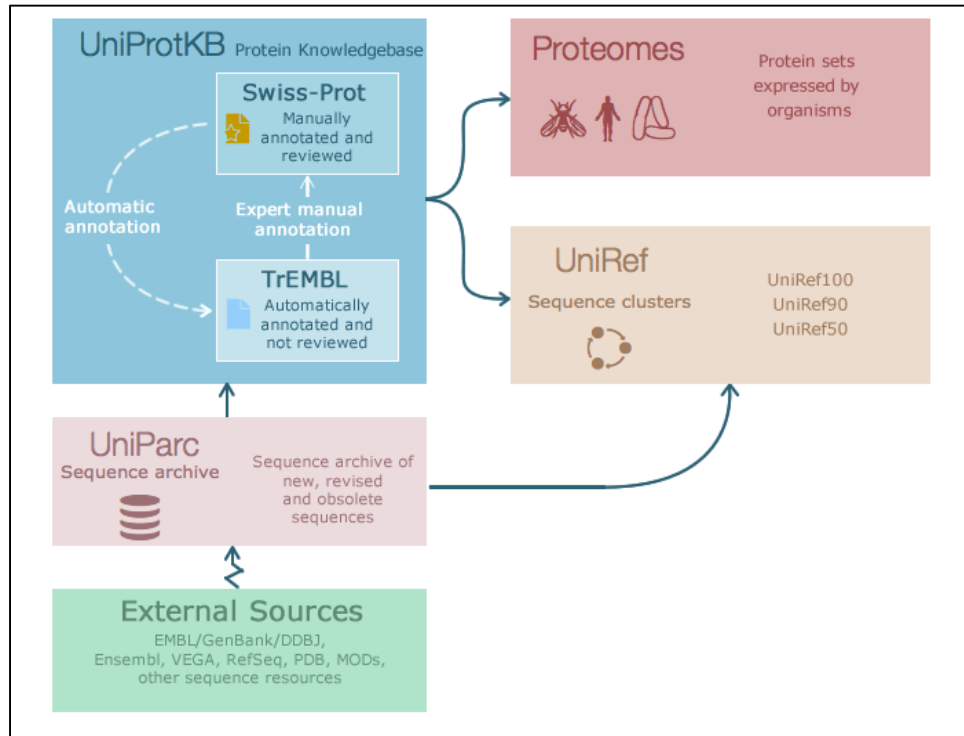 UniProtKB Protein Knowledgebase
Swiss-Prot
Manually
annotated and
reviewed
Automatic
annotation
Expert manual
annotation
TrEMBL
Automatically
annotated and
not reviewed
Proteomes
Protein sets
expressed by
organisms
UniRef
Sequence clusters
UniRef100
UniRef90
UniRef50
UniParc
Sequence archive
Sequence archive of
new, revised
and obsolete
sequences
External Sources
EMBL/GenBank/DDBJ,
Ensembl, VEGA, RefSeq, PDB, MODs,
other sequence resources